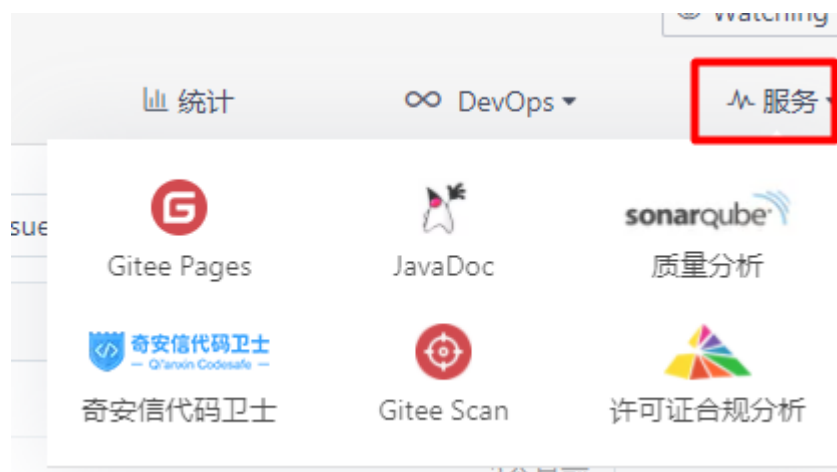 Watching
统计
DevOps
服务
sue
G
sonarqube
Gitee Pages
JavaDoc
质量分析
奇安信代码卫士
Qi'anxin Codesafe
奇安信代码卫士
Gitee Scan
许可证合规分析